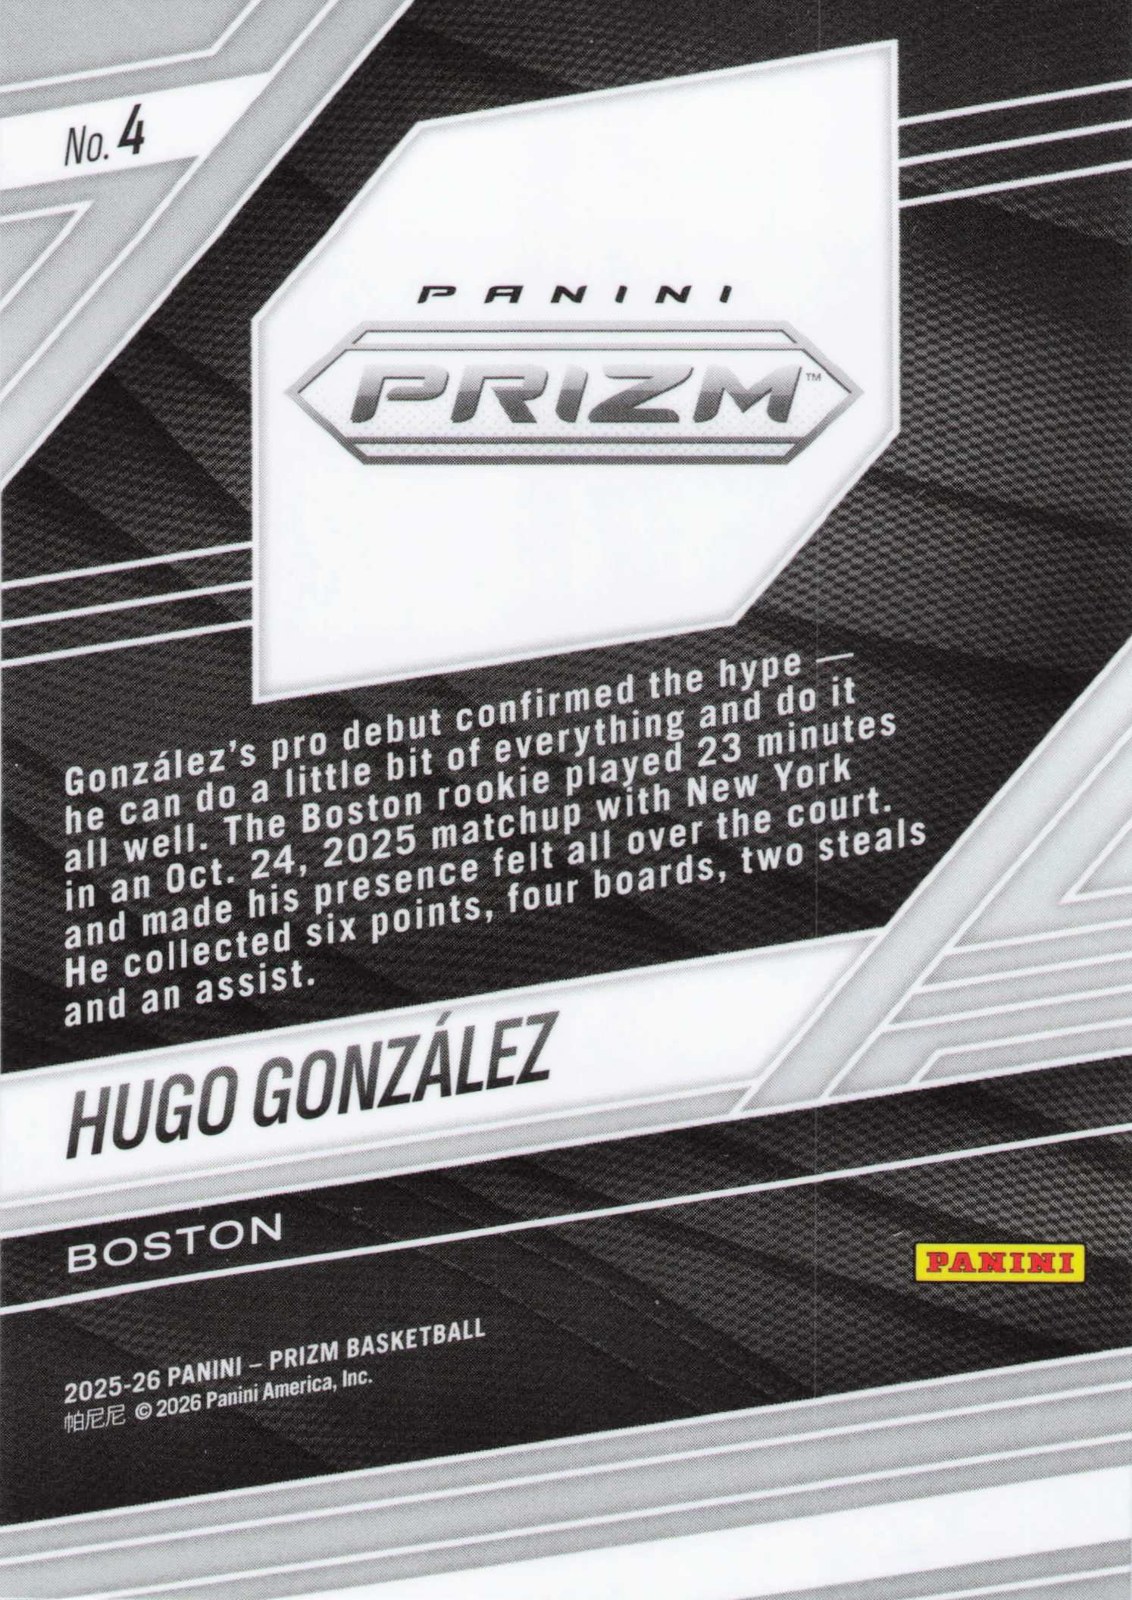 No. 4
PANINI
PRIZM™
González's pro debut confirmed the hype —
he can do a little bit of everything and do it
all well. The Boston rookie played 23 minutes
in an Oct. 24, 2025 matchup with New York
and made his presence felt all over the court.
He collected six points, four boards, two steals
and an assist.
HUGO GONZÁLEZ
BOSTON
PANINI
2025-26 PANINI – PRIZM BASKETBALL
帕尼尼 © 2026 Panini America, Inc.